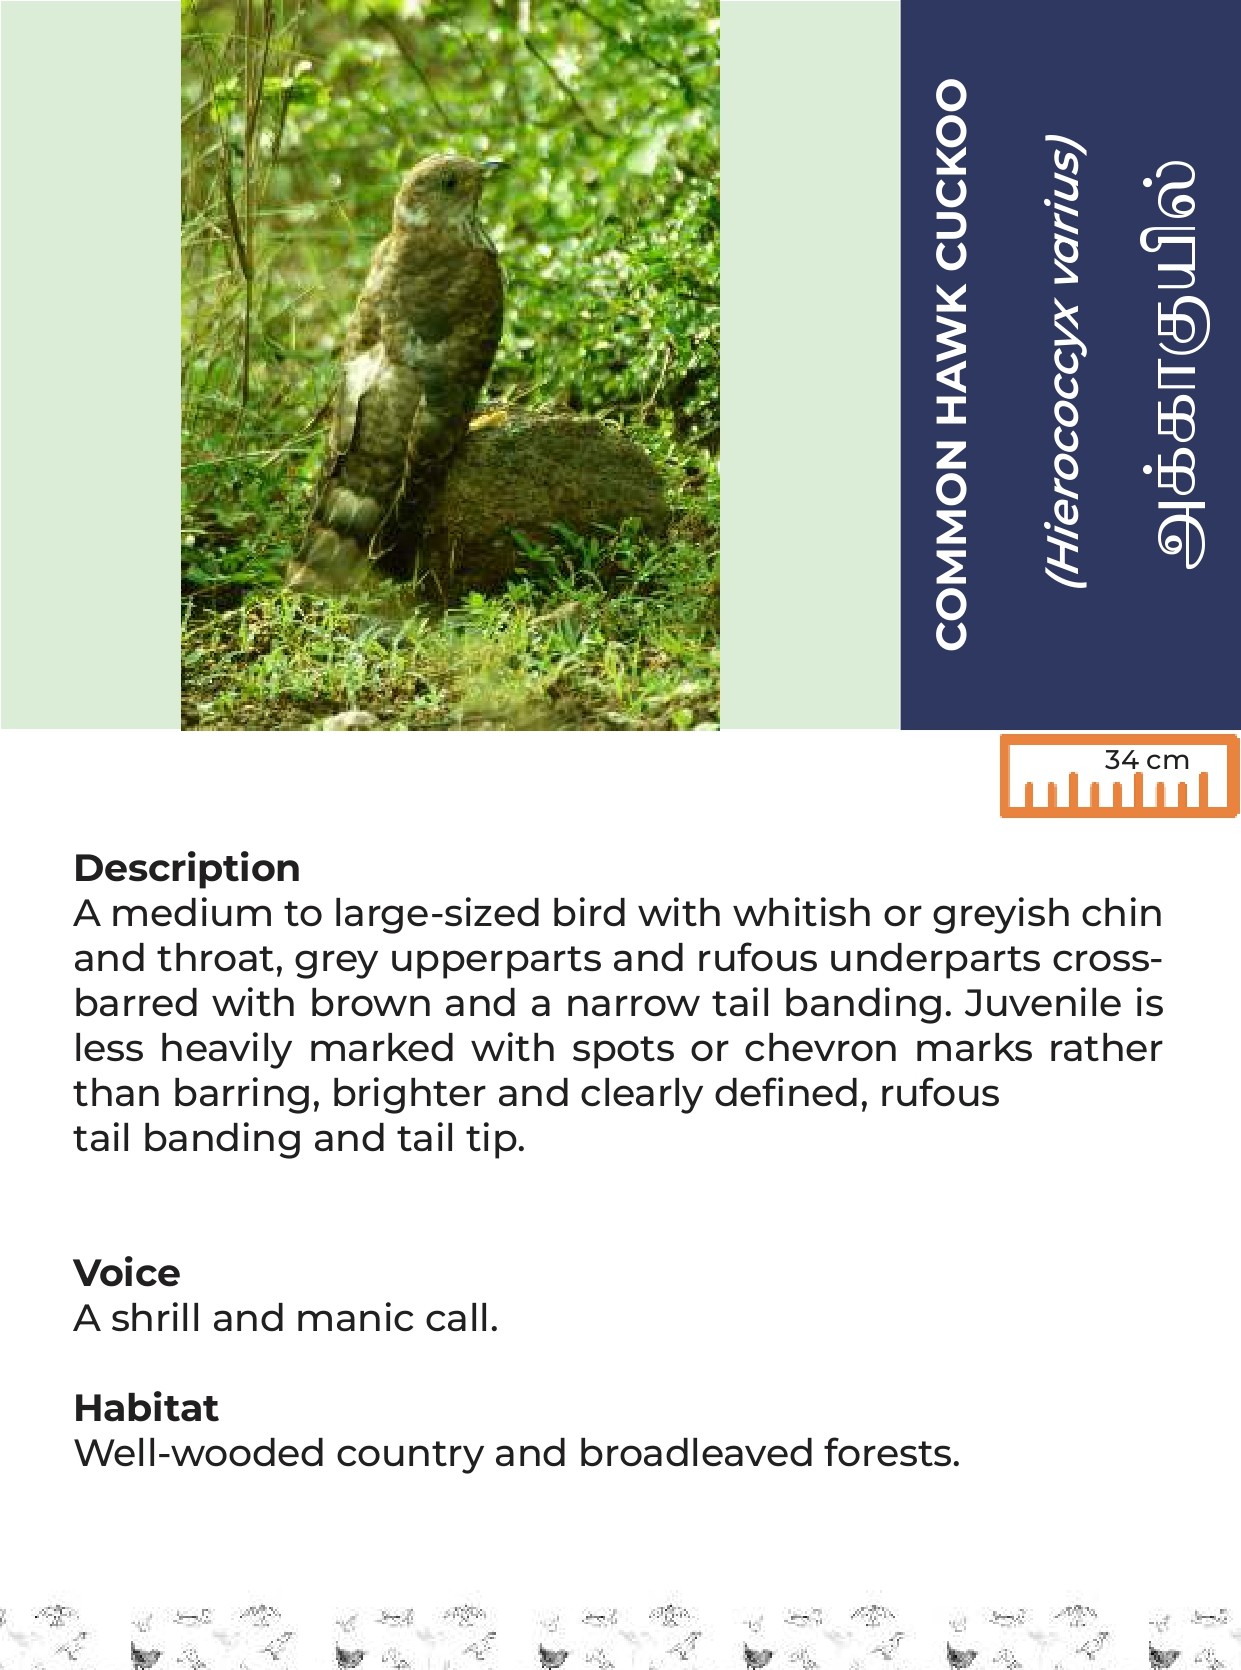 COMMON HAWK CUCKOO
(Hierococcyx varius)
அக்காகுயில்
34 cm
Description
A medium to large-sized bird with whitish or greyish chin
and throat, grey upperparts and rufous underparts cross-
barred with brown and a narrow tail banding. Juvenile is
less heavily marked with spots or chevron marks rather
than barring, brighter and clearly defined, rufous
tail banding and tail tip.
Voice
A shrill and manic call.
Habitat
Well-wooded country and broadleaved forests.